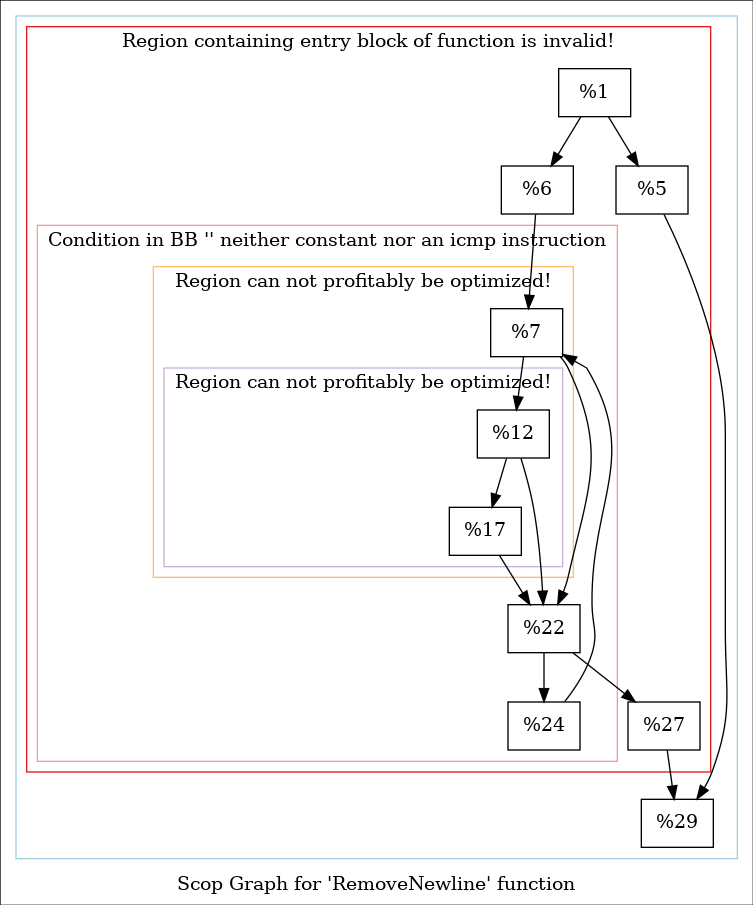 Region containing entry block of function is invalid!
%1
%6
%5
Condition in BB '' neither constant nor an icmp instruction
Region can not profitably be optimized!
%7
Region can not profitably be optimized!
%12
%17
%22
%24
%27
%29
Scop Graph for 'RemoveNewline' function